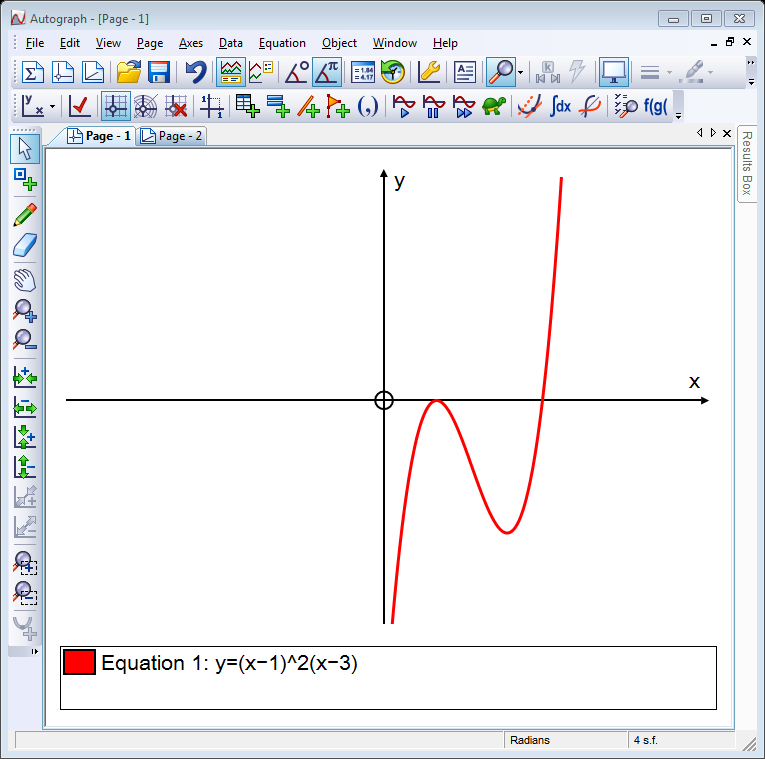 Autograph - [Page - 1]
File Edit View Page Axes Data Equation Object Window Help
Page - 1 Page - 2
Results Box
y
x
Equation 1: y=(x−1)^2(x−3)
Radians 4 s.f.